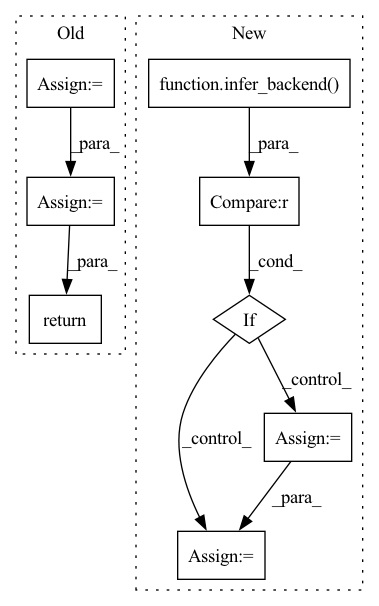 Old
New
Assign:=
function.infer_backend()
_para_
_para_
Assign:=
Compare:r
_para_
_cond_
return
If
_control_
_control_
Assign:=
_para_
Assign:=